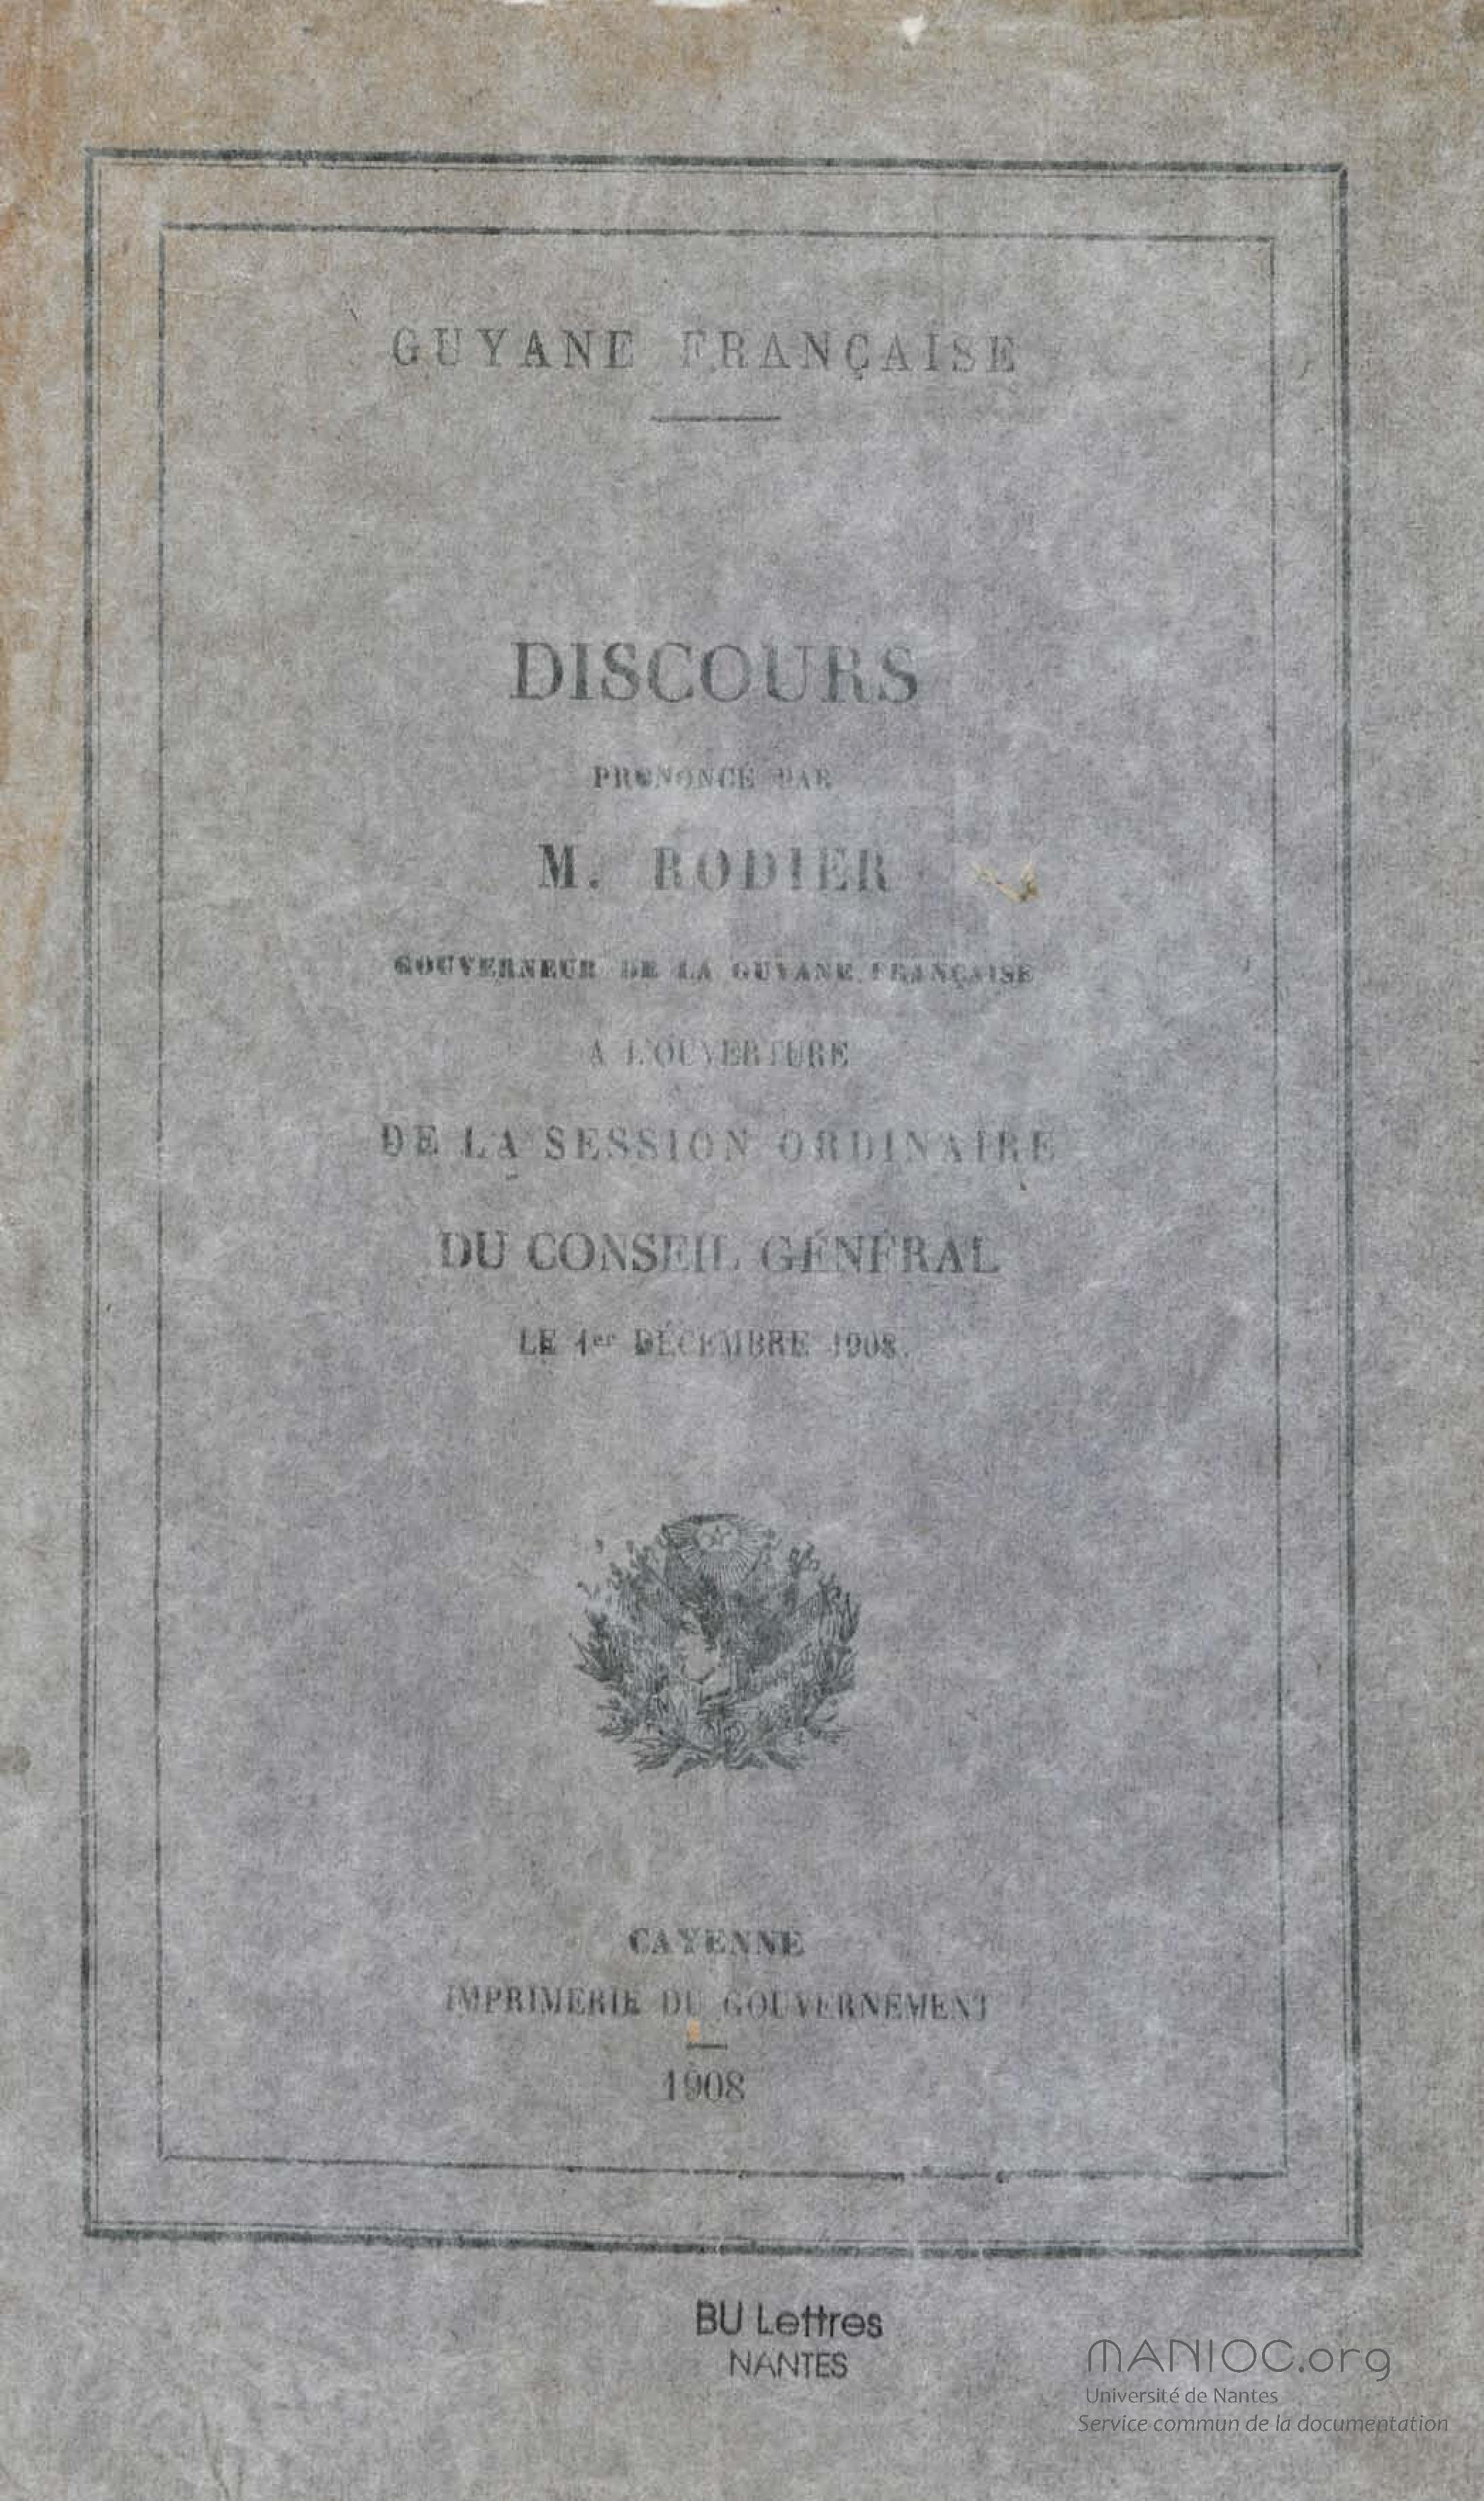 GUYANE FRANÇAISE
DISCOURS
PRONONCÉ PAR
M. RODIER
GOUVERNEUR DE LA GUYANE FRANÇAISE
A L'OUVERTURE
DE LA SESSION ORDINAIRE
DU CONSEIL GÉNÉRAL
LE 1er DÉCEMBRE 1908.
CAYENNE
IMPRIMERIE DU GOUVERNEMENT
1908
BU Lettres
NANTES
MANIOC.org
Université de Nantes
Service commun de la documentation